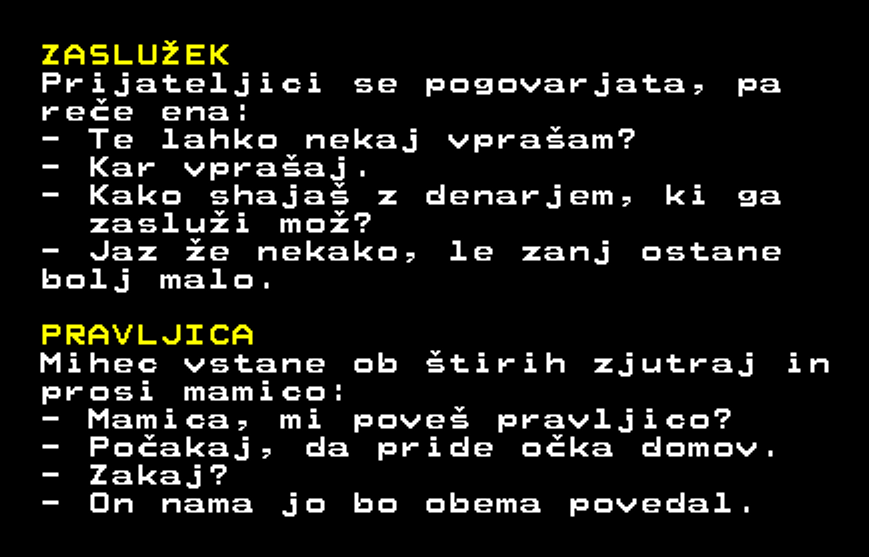 ZASLUŽEK
Prijateljici se pogovarjata, pa
reče ena:
- Te lahko nekaj vprašam?
- Kar vprašaj.
- Kako shajaš z denarjem, ki ga
  zasluži mož?
- Jaz že nekako, le zanj ostane
bolj malo.

PRAVLJICA
Mihec vstane ob štirih zjutraj in
prosi mamico:
- Mamica, mi poveš pravljico?
- Počakaj, da pride očka domov.
- Zakaj?
- On nama jo bo obema povedal.